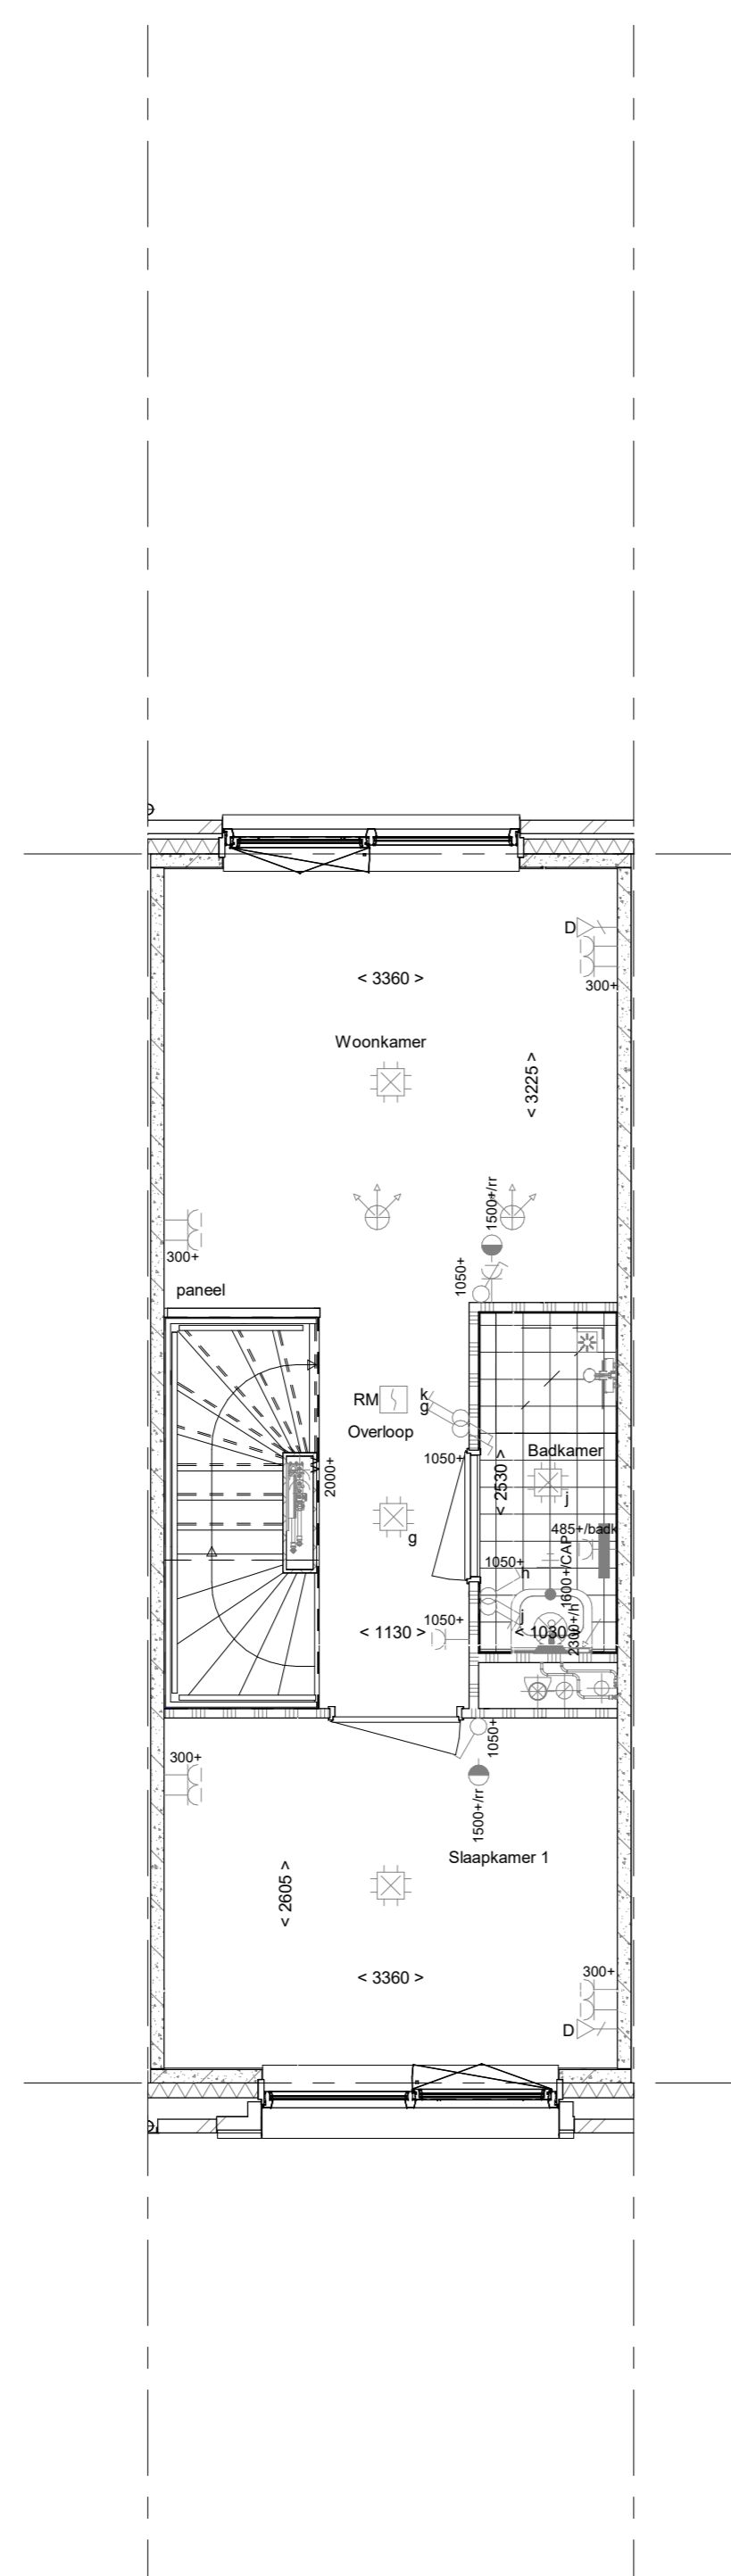 D
300+
< 3360 >
Woonkamer
< 3225 >
1500+/rr
300+
1050+
paneel
RM
k
g
Overloop
1050+
Badkamer
2000+
< 2530 >
j
g
485+/badk
1050+
h
1600+/CAP
j
1050+
2300+/h
< 1130 >
< 1030 >
1050+
300+
1500+/rr
Slaapkamer 1
< 2605 >
300+
< 3360 >
D